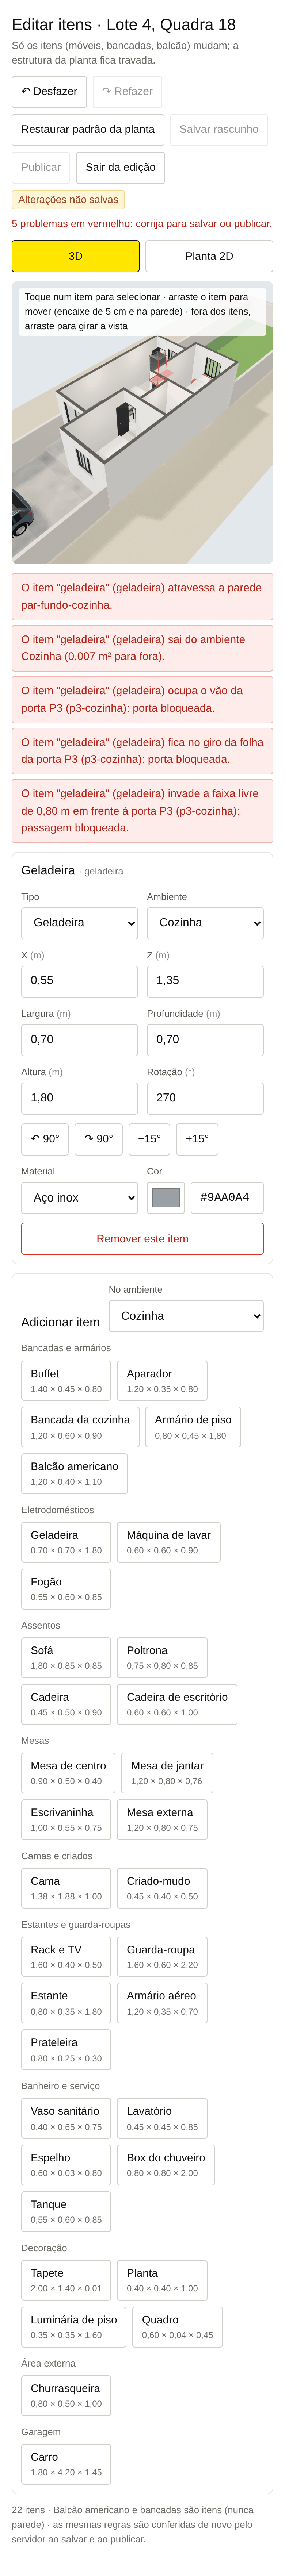 Editar itens · Lote 4, Quadra 18
Só os itens (móveis, bancadas, balcão) mudam; a
estrutura da planta fica travada.
↶ Desfazer
↷ Refazer
Restaurar padrão da planta
Salvar rascunho
Publicar
Sair da edição
Alterações não salvas
5 problemas em vermelho: corrija para salvar ou publicar.
3D
Planta 2D
Toque num item para selecionar · arraste o item para
mover (encaixe de 5 cm e na parede) · fora dos itens,
arraste para girar a vista
O item "geladeira" (geladeira) atravessa a parede
par-fundo-cozinha.
O item "geladeira" (geladeira) sai do ambiente
Cozinha (0,007 m² para fora).
O item "geladeira" (geladeira) ocupa o vão da
porta P3 (p3-cozinha): porta bloqueada.
O item "geladeira" (geladeira) fica no giro da folha
da porta P3 (p3-cozinha): porta bloqueada.
O item "geladeira" (geladeira) invade a faixa livre
de 0,80 m em frente à porta P3 (p3-cozinha):
passagem bloqueada.
Geladeira · geladeira
Tipo
Ambiente
Geladeira
Cozinha
X (m)
Z (m)
0,55
1,35
Largura (m)
Profundidade (m)
0,70
0,70
Altura (m)
Rotação (°)
1,80
270
↶ 90°
↷ 90°
−15°
+15°
Material
Cor
Aço inox
#9AA0A4
Remover este item
Adicionar item
No ambiente
Cozinha
Bancadas e armários
Buffet
1,40 × 0,45 × 0,80
Aparador
1,20 × 0,35 × 0,80
Bancada da cozinha
1,20 × 0,60 × 0,90
Armário de piso
0,80 × 0,45 × 1,80
Balcão americano
1,20 × 0,40 × 1,10
Eletrodomésticos
Geladeira
0,70 × 0,70 × 1,80
Máquina de lavar
0,60 × 0,60 × 0,90
Fogão
0,55 × 0,60 × 0,85
Assentos
Sofá
1,80 × 0,85 × 0,85
Poltrona
0,75 × 0,80 × 0,85
Cadeira
0,45 × 0,50 × 0,90
Cadeira de escritório
0,60 × 0,60 × 1,00
Mesas
Mesa de centro
0,90 × 0,50 × 0,40
Mesa de jantar
1,20 × 0,80 × 0,76
Escrivaninha
1,00 × 0,55 × 0,75
Mesa externa
1,20 × 0,80 × 0,75
Camas e criados
Cama
1,38 × 1,88 × 1,00
Criado-mudo
0,45 × 0,40 × 0,50
Estantes e guarda-roupas
Rack e TV
1,60 × 0,40 × 0,50
Guarda-roupa
1,60 × 0,60 × 2,20
Estante
0,80 × 0,35 × 1,80
Armário aéreo
1,20 × 0,35 × 0,70
Prateleira
0,80 × 0,25 × 0,30
Banheiro e serviço
Vaso sanitário
0,40 × 0,65 × 0,75
Lavatório
0,45 × 0,45 × 0,85
Espelho
0,60 × 0,03 × 0,80
Box do chuveiro
0,80 × 0,80 × 2,00
Tanque
0,55 × 0,60 × 0,85
Decoração
Tapete
2,00 × 1,40 × 0,01
Planta
0,40 × 0,40 × 1,00
Luminária de piso
0,35 × 0,35 × 1,60
Quadro
0,60 × 0,04 × 0,45
Área externa
Churrasqueira
0,80 × 0,50 × 1,00
Garagem
Carro
1,80 × 4,20 × 1,45
22 itens · Balcão americano e bancadas são itens (nunca
parede) · as mesmas regras são conferidas de novo pelo
servidor ao salvar e ao publicar.